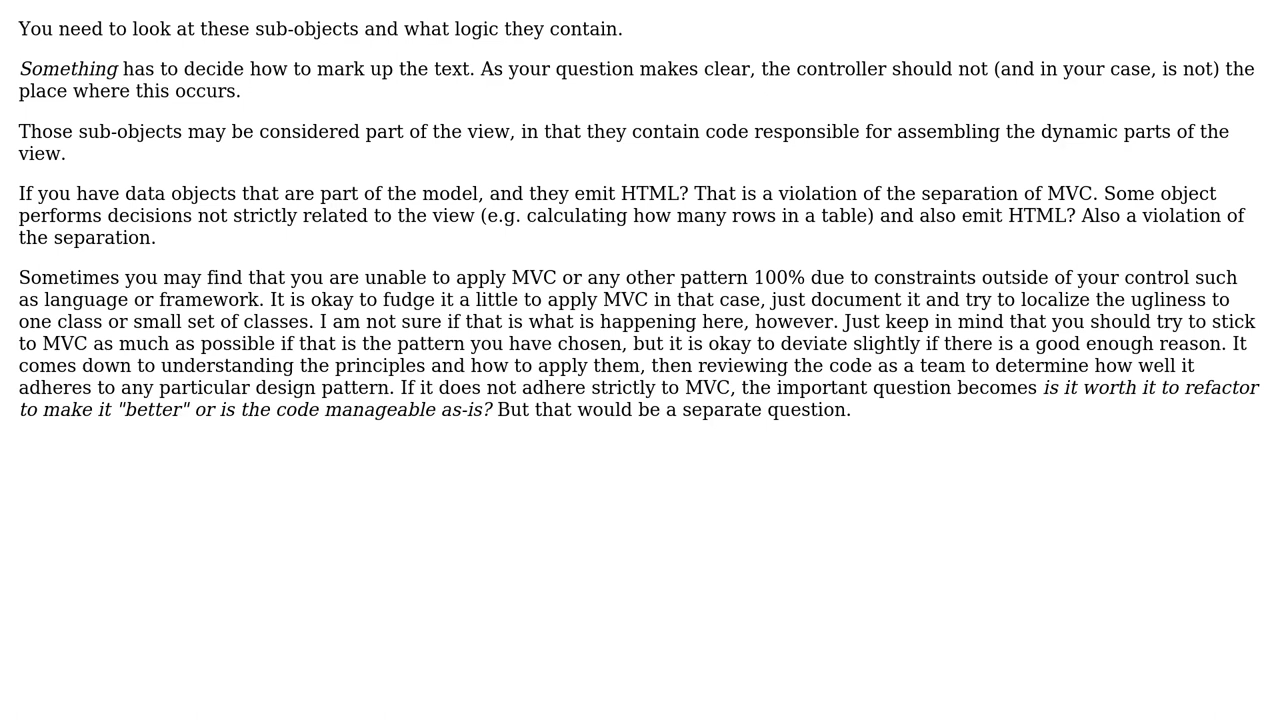 You need to look at these sub-objects and what logic they contain.
Something has to decide how to mark up the text. As your question makes clear, the controller should not (and in your case, is not) the
place where this occurs.
Those sub-objects may be considered part of the view, in that they contain code responsible for assembling the dynamic parts of the
view.
If you have data objects that are part of the model, and they emit HTML? That is a violation of the separation of MVC. Some object
performs decisions not strictly related to the view (e.g. calculating how many rows in a table) and also emit HTML? Also a violation of
the separation.
Sometimes you may find that you are unable to apply MVC or any other pattern 100% due to constraints outside of your control such
as language or framework. It is okay to fudge it a little to apply MVC in that case, just document it and try to localize the ugliness to
one class or small set of classes. I am not sure if that is what is happening here, however. Just keep in mind that you should try to stick
to MVC as much as possible if that is the pattern you have chosen, but it is okay to deviate slightly if there is a good enough reason. It
comes down to understanding the principles and how to apply them, then reviewing the code as a team to determine how well it
adheres to any particular design pattern. If it does not adhere strictly to MVC, the important question becomes is it worth it to refactor
to make it "better" or is the code manageable as-is? But that would be a separate question.